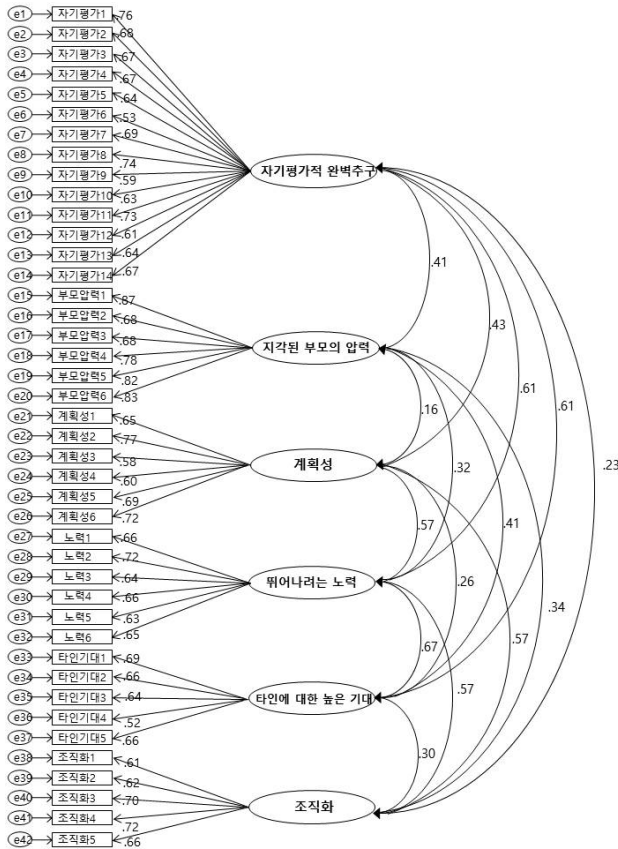 e1 자기평가1 .76
e2 자기평가2 .68
e3 자기평가3 .67
e4 자기평가4 .67
e5 자기평가5 .64
e6 자기평가6 .53
e7 자기평가7 .69
e8 자기평가8 .74
e9 자기평가9 .59
e10 자기평가10 .63
e11 자기평가11 .73
e12 자기평가12 .61
e13 자기평가13 .64
e14 자기평가14 .67
자기평가적 완벽추구
e15 부모압력1 .87
e16 부모압력2 .68
e17 부모압력3 .68
e18 부모압력4 .78
e19 부모압력5 .82
e20 부모압력6 .83
지각된 부모의 압력
e21 계획성1 .65
e22 계획성2 .77
e23 계획성3 .58
e24 계획성4 .60
e25 계획성5 .69
e26 계획성6 .72
계획성
e27 노력1 .66
e28 노력2 .72
e29 노력3 .64
e30 노력4 .66
e31 노력5 .63
e32 노력6 .65
뛰어나려는 노력
e33 타인기대1 .69
e34 타인기대2 .66
e35 타인기대3 .64
e36 타인기대4 .52
e37 타인기대5 .66
타인에 대한 높은 기대
e38 조직화1 .61
e39 조직화2 .62
e40 조직화3 .70
e41 조직화4 .72
e42 조직화5 .66
조직화
.41
.43
.61
.61
.23
.16
.32
.41
.34
.57
.26
.57
.67
.57
.30